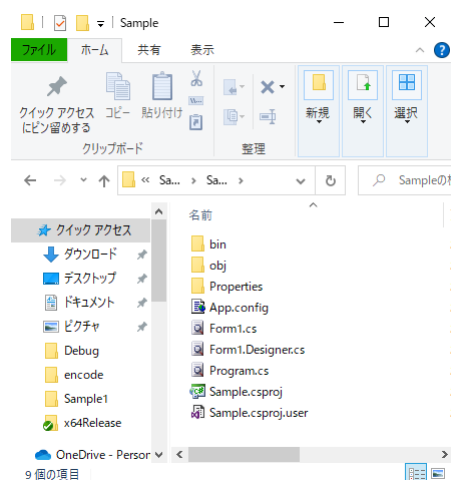 Sample
ファイル ホーム 共有 表示
クイック アクセス
にピン留めする
コピー 貼り付け
新規 開く 選択
クリップボード 整理
« Sa... › Sa... › Sampleの
名前
クイック アクセス
ダウンロード
デスクトップ
ドキュメント
ピクチャ
Debug
encode
Sample1
x64Release
OneDrive - Person
bin
obj
Properties
App.config
Form1.cs
Form1.Designer.cs
Program.cs
Sample.csproj
Sample.csproj.user
9 個の項目